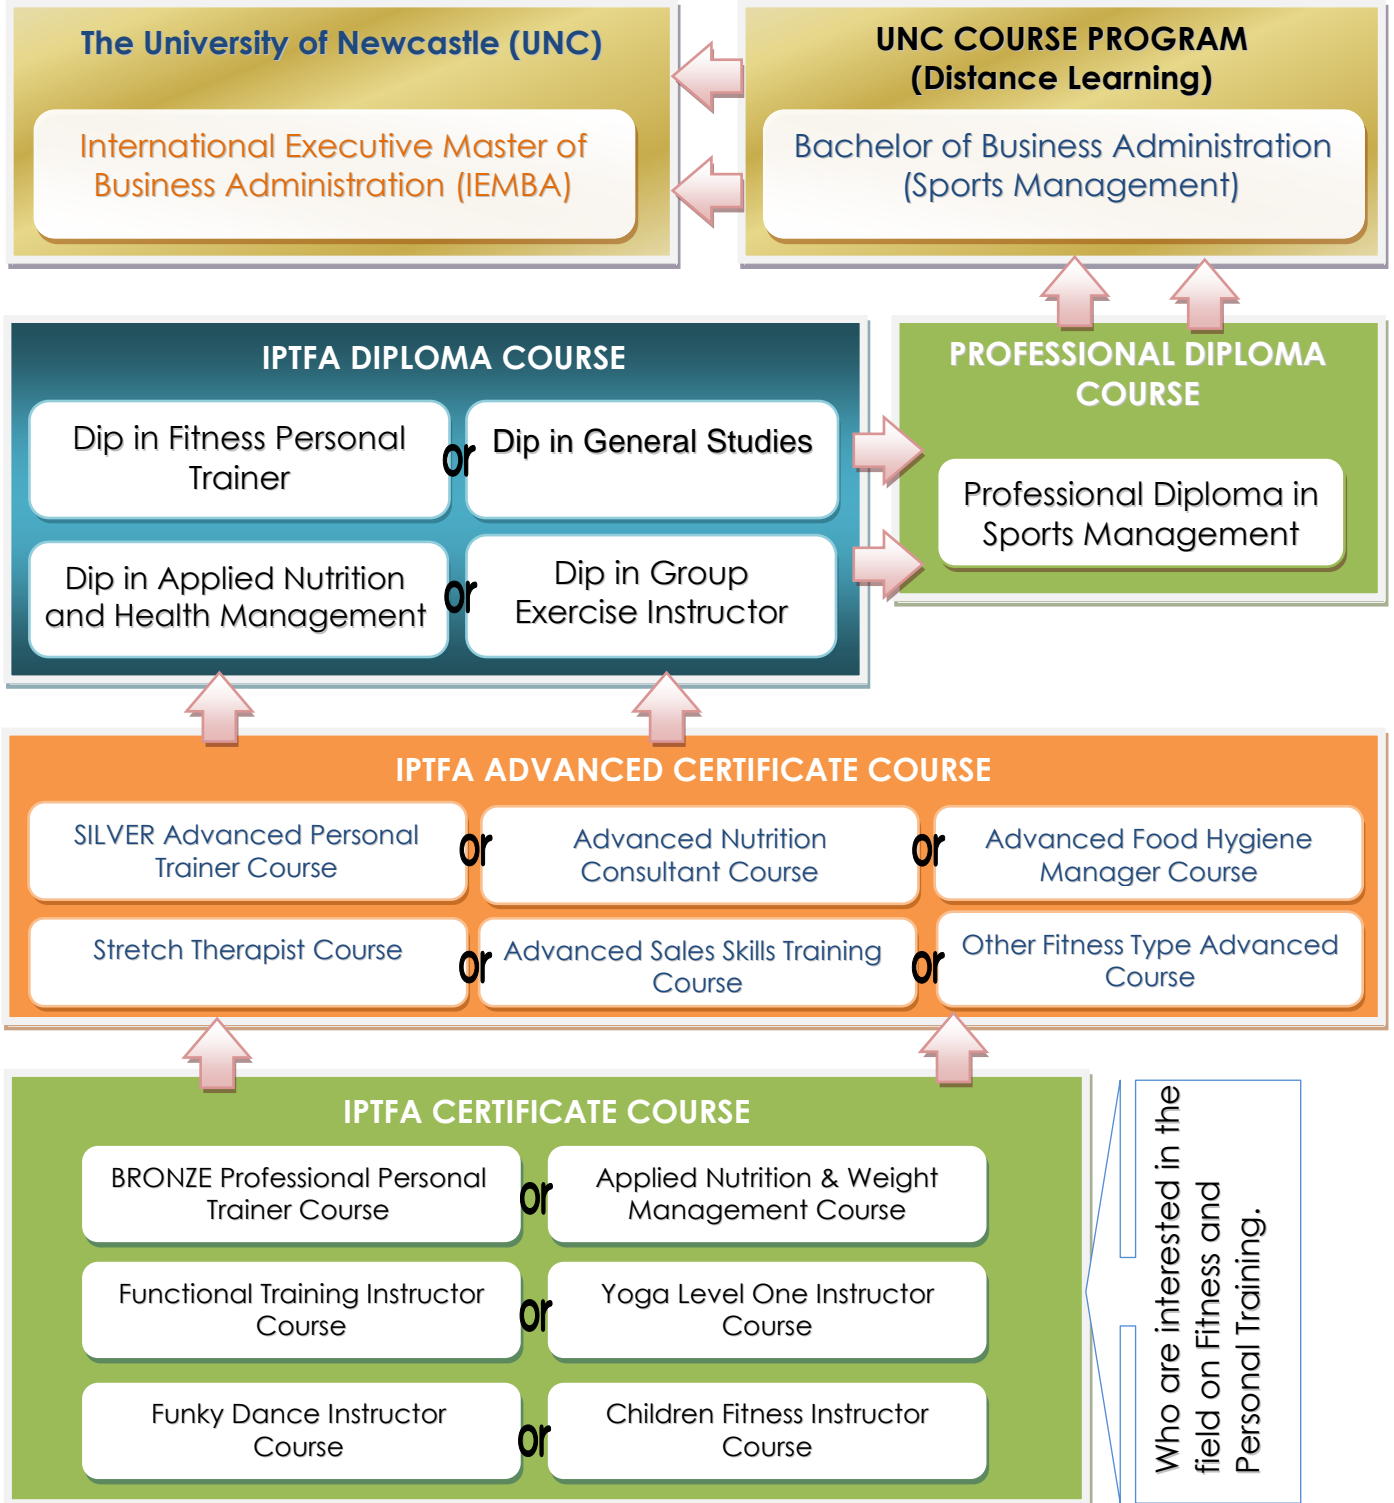 The University of Newcastle (UNC)
International Executive Master of
Business Administration (IEMBA)
UNC COURSE PROGRAM
(Distance Learning)
Bachelor of Business Administration
(Sports Management)
IPTFA DIPLOMA COURSE
Dip in Fitness Personal
Trainer
or
Dip in General Studies
Dip in Applied Nutrition
and Health Management
or
Dip in Group
Exercise Instructor
PROFESSIONAL DIPLOMA
COURSE
Professional Diploma in
Sports Management
IPTFA ADVANCED CERTIFICATE COURSE
SILVER Advanced Personal
Trainer Course
or
Advanced Nutrition
Consultant Course
or
Advanced Food Hygiene
Manager Course
Stretch Therapist Course
or
Advanced Sales Skills Training
Course
or
Other Fitness Type Advanced
Course
IPTFA CERTIFICATE COURSE
BRONZE Professional Personal
Trainer Course
or
Applied Nutrition & Weight
Management Course
Functional Training Instructor
Course
or
Yoga Level One Instructor
Course
Funky Dance Instructor
Course
or
Children Fitness Instructor
Course
Who are interested in the
field on Fitness and
Personal Training.